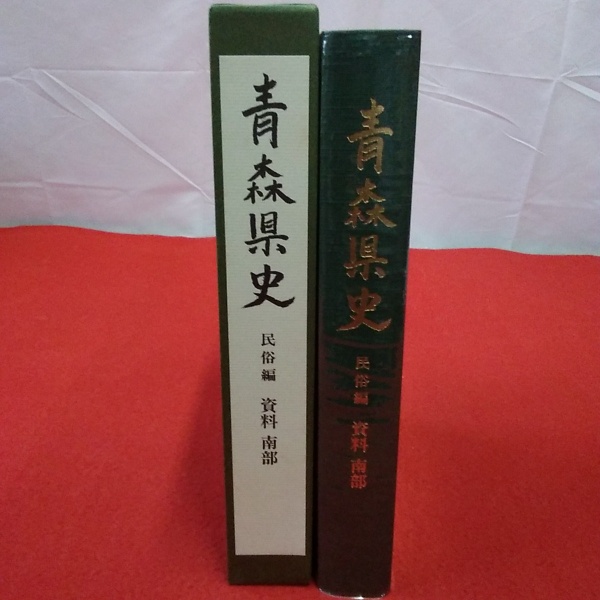 青森県史
民俗編
資料 南部
青森県史
民俗編
資料 南部